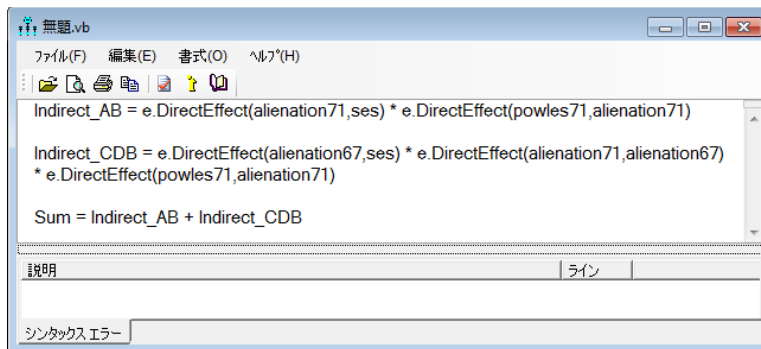 無題.vb
ファイル(F) 編集(E) 書式(O) ヘルプ(H)
Indirect_AB = e.DirectEffect(alienation71,ses) * e.DirectEffect(powles71,alienation71)
Indirect_CDB = e.DirectEffect(alienation67,ses) * e.DirectEffect(alienation71,alienation67)
* e.DirectEffect(powles71,alienation71)
Sum = Indirect_AB + Indirect_CDB
説明 ライン
シンタックス エラー